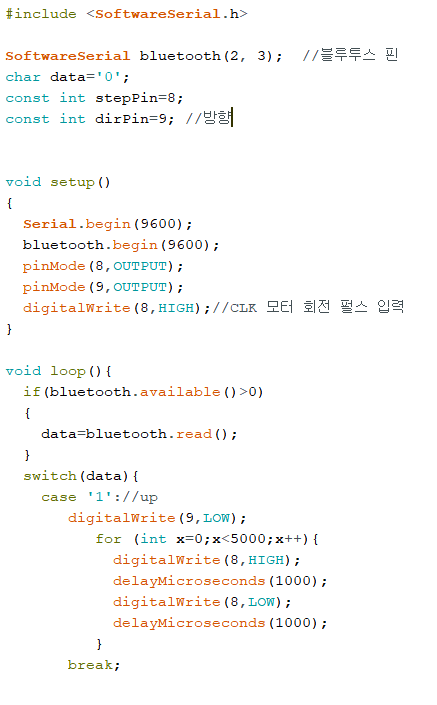 #include <SoftwareSerial.h>

SoftwareSerial bluetooth(2, 3);  //블루투스 핀
char data='0';
const int stepPin=8;
const int dirPin=9; //방향


void setup()
{
  Serial.begin(9600);
  bluetooth.begin(9600);
  pinMode(8,OUTPUT);
  pinMode(9,OUTPUT);
  digitalWrite(8,HIGH);//CLK 모터 회전 펄스 입력
}

void loop(){
  if(bluetooth.available()>0)
  {
    data=bluetooth.read();
  }
  switch(data){
    case '1'://up
       digitalWrite(9,LOW);
          for (int x=0;x<5000;x++){
            digitalWrite(8,HIGH);
            delayMicroseconds(1000);
            digitalWrite(8,LOW);
            delayMicroseconds(1000);
          }
       break;